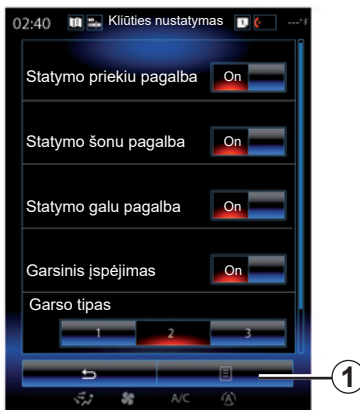 02:40 Kliūties nustatymas ---°F
Statymo priekiu pagalba On
Statymo šonu pagalba On
Statymo galu pagalba On
Garsinis įspėjimas On
Garso tipas
1 2 3
1
A/C